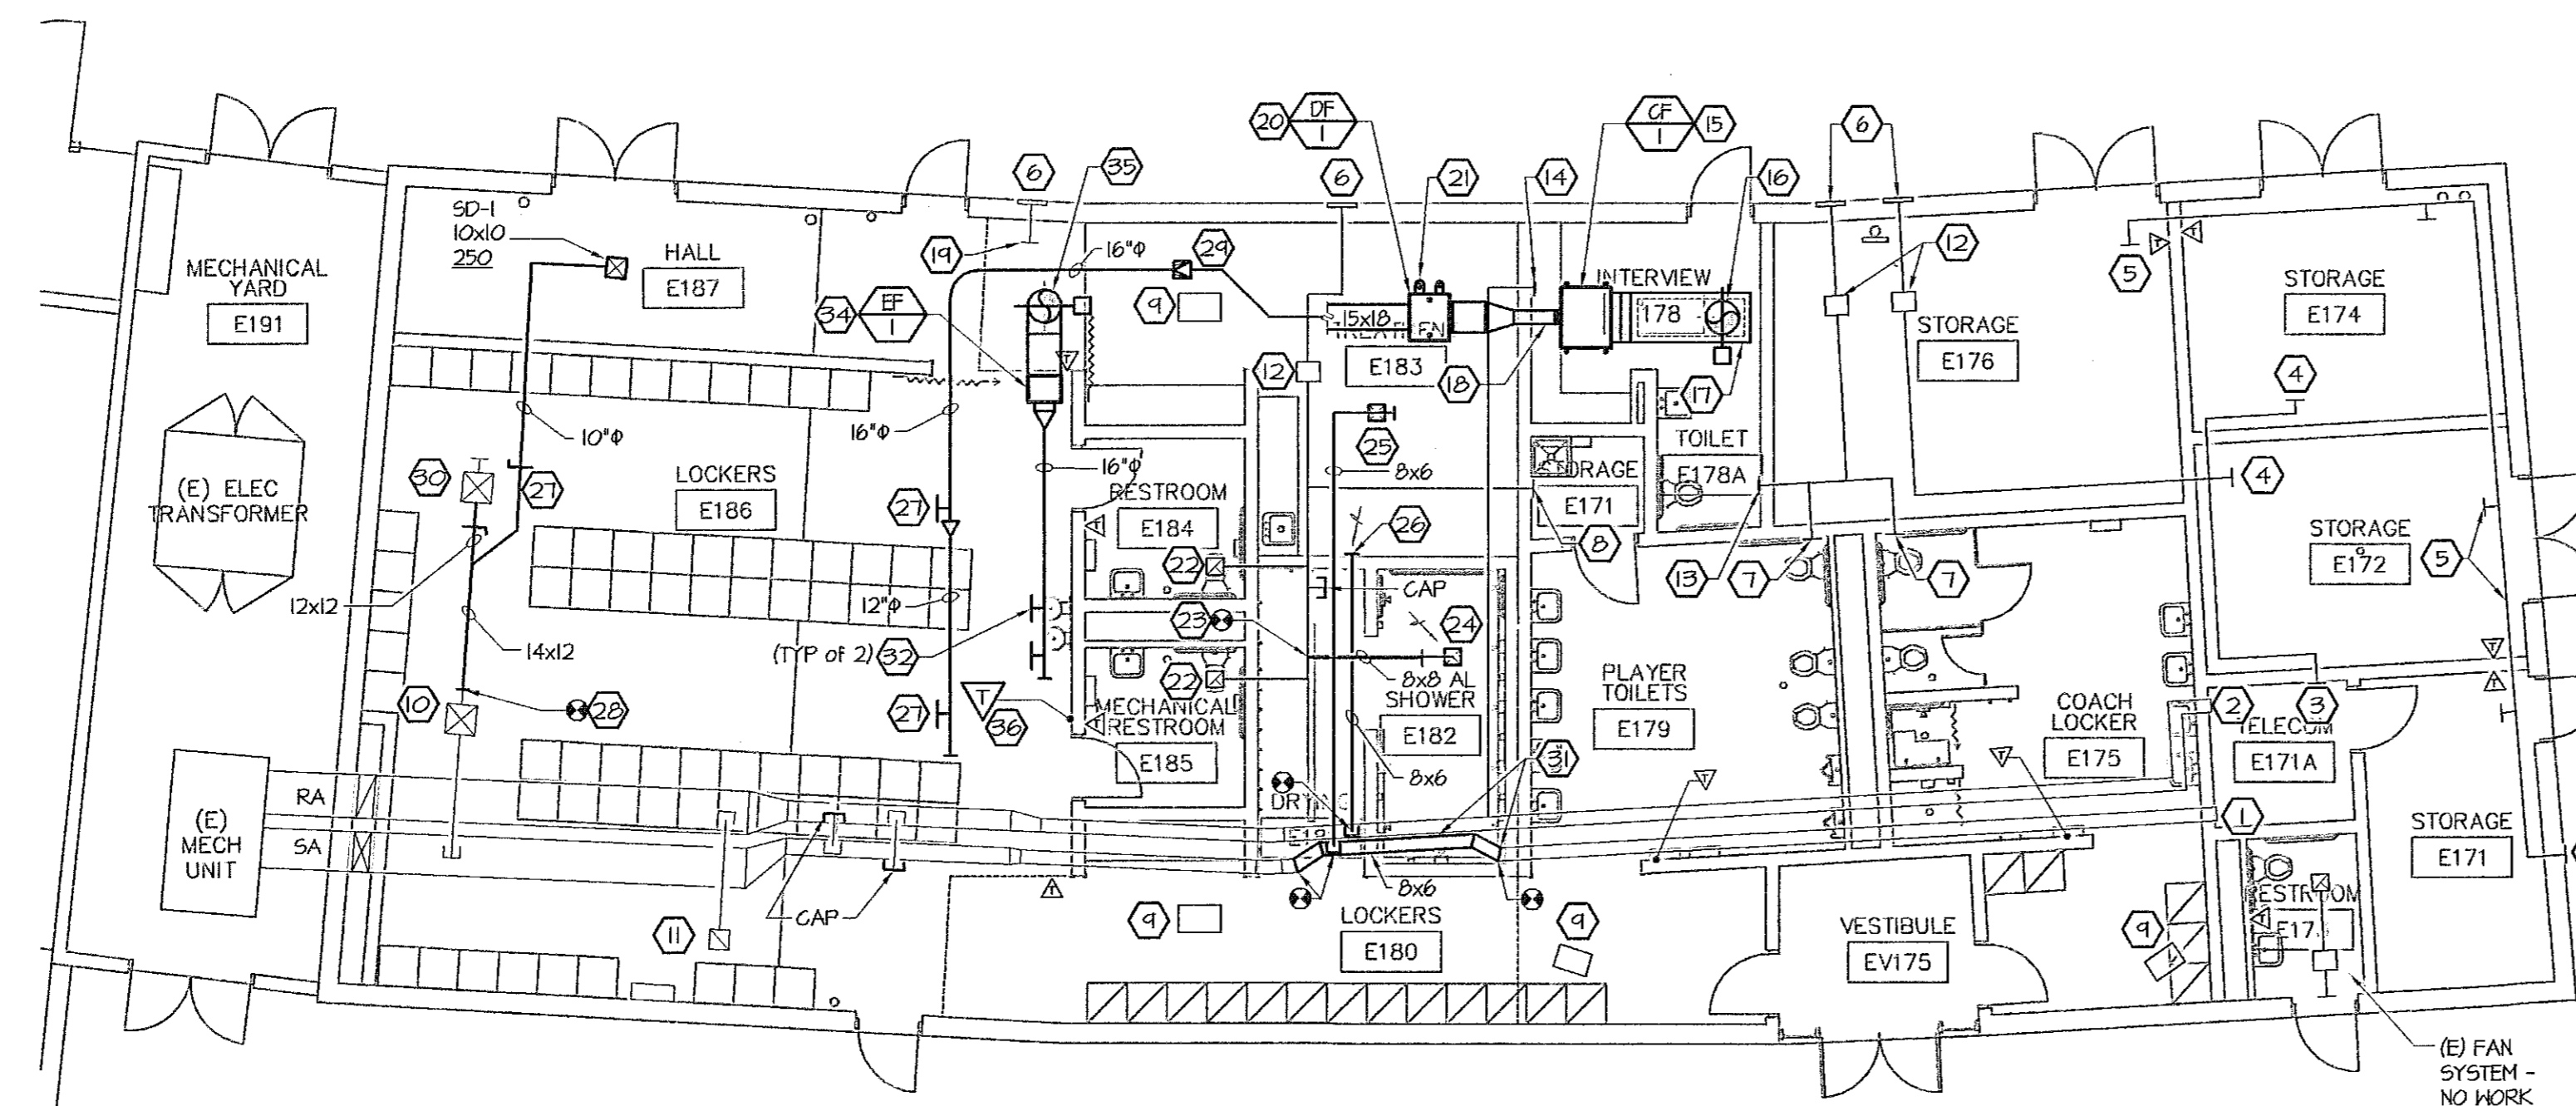 20
DF
1
CF
1
15
6
6
35
6
21
14
16
SD-1
10x10
250
HALL
E187
19
16"Φ
29
9
12
5
MECHANICAL
YARD
E191
34
EF
1
15x18
INTERVIEW
178
STORAGE
E176
STORAGE
E174
E183
12
18
17
4
10"Φ
16"Φ
25
30
27
LOCKERS
E186
16"Φ
27
8x6
TOILET
E178A
4
(E) ELEC
TRANSFORMER
RESTROOM
E184
E171
26
8
STORAGE
E172
5
22
13
7
7
12x12
12"Φ
CAP
23
24
14x12
(TYP of 2)
32
8x8 AL
SHOWER
E182
PLAYER
TOILETS
E179
22
10
28
27
T
36
MECHANICAL
RESTROOM
E185
COACH
LOCKER
E175
2
3
TELECOM
E171A
8x6
31
RA
SA
(E)
MECH
UNIT
DRY
1
STORAGE
E171
CAP
11
9
8x6
LOCKERS
E180
9
VESTIBULE
EV175
9
(E) FAN
SYSTEM -
NO WORK